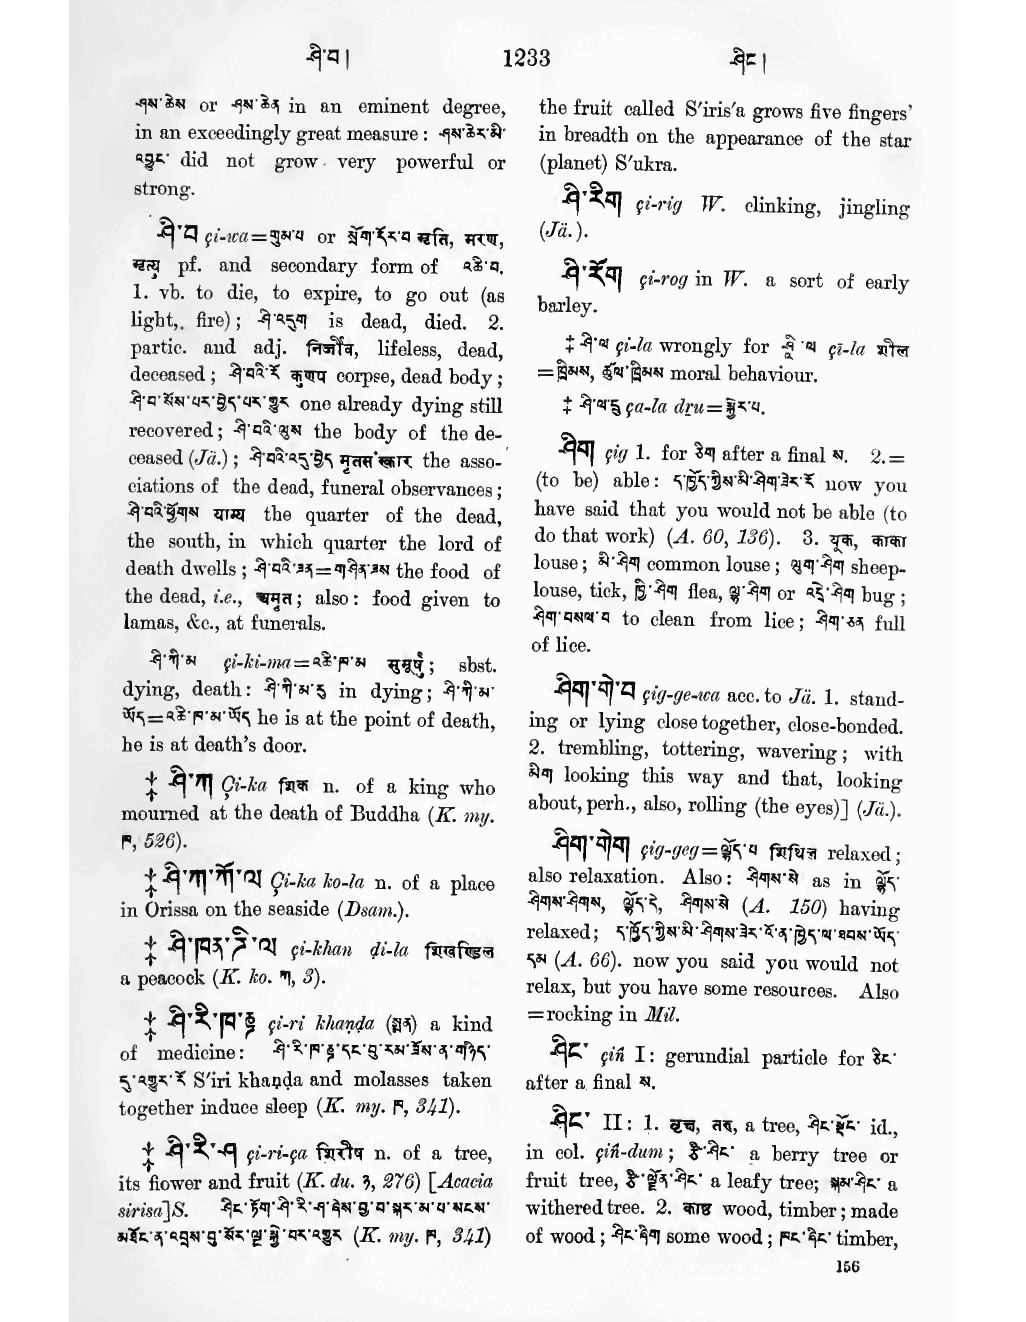 ཤི་བ། 1233 ཤིང།
ཤས་ཆེས or ཤས་ཆེན in an eminent degree,
in an exceedingly great measure: ཤས་ཆེར་མི་
འབྱུང་ did not grow very powerful or
strong.
ཤི་བ çi-wa=གུམ་པ or སྲོག་དོར་བ मृति, मरण,
मृत्यु pf. and secondary form of འཆི་བ.
1. vb. to die, to expire, to go out (as
light, fire); ཤི་འདུག is dead, died. 2.
partic. and adj. निर्जीव, lifeless, dead,
deceased; ཤི་བའི་རོ कुणप corpse, dead body;
ཤི་བ་སོས་པར་བྱེད་པར་གྱུར one already dying still
recovered; ཤི་བའི་ལུས the body of the de-
ceased (Jä.); ཤི་བའི་འདུ་བྱེད मृतसंस्कार the asso-
ciations of the dead, funeral observances;
ཤི་བའི་ཕྱོགས याम्य the quarter of the dead,
the south, in which quarter the lord of
death dwells; ཤི་བའི་ཟན=གཤིན་ཟས the food of
the dead, i.e., अमृत; also: food given to
lamas, &c., at funerals.
ཤི་ཀི་མ çi-ki-ma=འཆི་ཁ་མ मुमूर्षु; sbst.
dying, death: ཤི་ཀི་མ་རུ in dying; ཤི་ཀི་མ་
ཡོད=འཆི་ཁ་མ་ཡོད he is at the point of death,
he is at death's door.
‡ ཤི་ཀ Çi-ka शिक n. of a king who
mourned at the death of Buddha (K. my.
ཁ, 526).
‡ ཤི་ཀ་ཀོ་ལ Çi-ka ko-la n. of a place
in Orissa on the seaside (Dsam.).
‡ ཤི་ཁན་ཌི་ལ çi-khan ḍi-la शिखण्डिल
a peacock (K. ko. ག, 3).
‡ ཤི་རི་ཁ་ཎྜ çi-ri khaṇḍa (སྨན) a kind
of medicine: ཤི་རི་ཁ་ཎྜ་དང་བུ་རམ་ཟོས་ན་གཉིད་
དུ་འགྱུར་རོ S'iri khaṇḍa and molasses taken
together induce sleep (K. my. ཁ, 341).
‡ ཤི་རི་ཤ çi-ri-ça शिरीष n. of a tree,
its flower and fruit (K. du. ༣, 276) [Acacia
sirisa]S. ཤིང་ཏོག་ཤི་རི་ཤ་ཞེས་བྱ་བ་སྐར་མ་པ་སངས་
མཐོང་ན་འབྲས་བུ་སོར་ལྔ་སྐྱེ་བར་འགྱུར (K. my. ཁ, 341)
the fruit called S'iris'a grows five fingers'
in breadth on the appearance of the star
(planet) S'ukra.
ཤི་རིག çi-rig W. clinking, jingling
(Jä.).
ཤི་རོག çi-rog in W. a sort of early
barley.
‡ ཤི་ལ çi-la wrongly for ཤཱི་ལ çī-la शील
=ཁྲིམས, ཚུལ་ཁྲིམས moral behaviour.
‡ ཤི་ལ་དྲུ ça-la dṛu=སྐྱེར་པ.
ཤིག çig 1. for ཅིག after a final ས. 2.=
(to be) able: ད་ཁྱོད་ཀྱིས་མི་ཤིག་ཟེར་རོ now you
have said that you would not be able (to
do that work) (A. 60, 136). 3. यूक, काका
louse; མི་ཤིག common louse; ལུག་ཤིག sheep-
louse, tick, ཁྱི་ཤིག flea, ལྷ་ཤིག or འདྲེ་ཤིག bug;
ཤིག་བསལ་བ to clean from lice; ཤིག་ཅན full
of lice.
ཤིག་གེ་བ çig-ge-wa acc. to Jä. 1. stand-
ing or lying close together, close-bonded.
2. trembling, tottering, wavering; with
མིག looking this way and that, looking
about, perh., also, rolling (the eyes)] (Jä.).
ཤིག་གེག çig-geg=ལྷོད་པ शिथिल relaxed;
also relaxation. Also: ཤིགས་སེ as in ལྷོད་
ཤིགས་ཤིགས, ལྷོད་དེ, ཤིགས་སེ (A. 150) having
relaxed; ད་ཁྱོད་ཀྱིས་མི་ཤིགས་ཟེར་རོ་ན་ཁྱེད་ལ་ཐབས་ཡོད་
དམ (A. 66). now you said you would not
relax, but you have some resources. Also
=rocking in Mil.
ཤིང་ çiṅ I: gerundial particle for ཅིང་
after a final ས.
ཤིང་ II: 1. वृक्ष, तरु, a tree, ཤིང་སྡོང་ id.,
in col. çiṅ-dum; རྩི་ཤིང་ a berry tree or
fruit tree, རྩི་ལྡོན་ཤིང་ a leafy tree; སྐམ་ཤིང་ a
withered tree. 2. काष्ठ wood, timber; made
of wood; ཤིང་ཞིག some wood; ཁང་ཤིང་ timber,
156